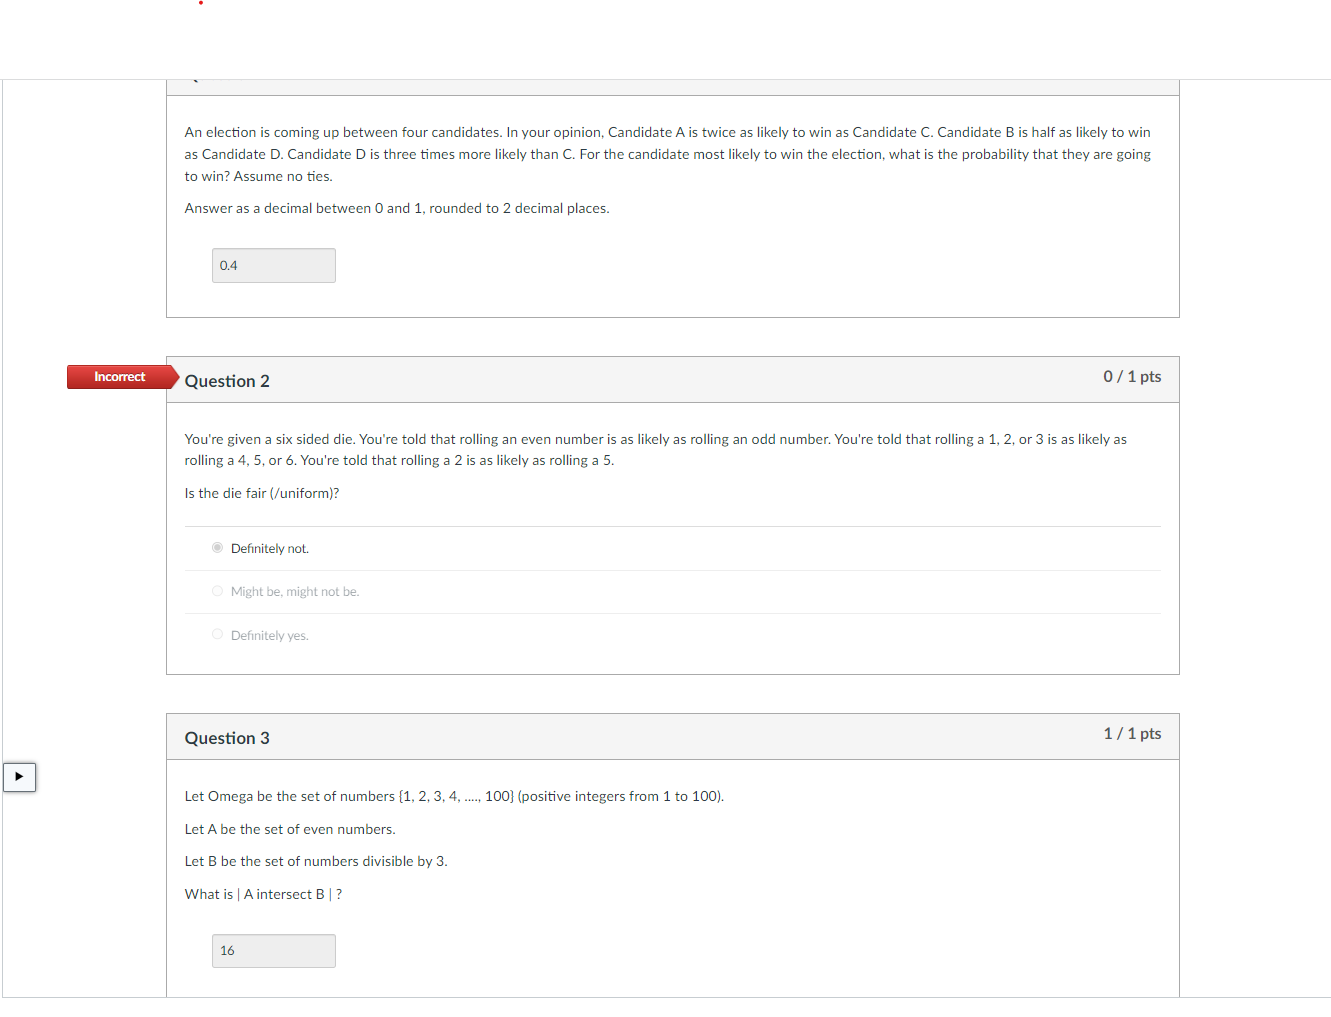 An election is coming up between four candidates. In your opinion, Candidate A is twice as likely to win as Candidate C. Candidate B is half as likely to win
as Candidate D. Candidate D is three times more likely than C. For the candidate most likely to win the election, what is the probability that they are going
to win? Assume no ties.
Answer as a decimal between 0 and 1, rounded to 2 decimal places.
0.4
Incorrect
Question 2
0 / 1 pts
You're given a six sided die. You're told that rolling an even number is as likely as rolling an odd number. You're told that rolling a 1, 2, or 3 is as likely as
rolling a 4, 5, or 6. You're told that rolling a 2 is as likely as rolling a 5.
Is the die fair (/uniform)?
Definitely not.
Might be, might not be.
Definitely yes.
Question 3
1 / 1 pts
Let Omega be the set of numbers {1, 2, 3, 4, ...., 100} (positive integers from 1 to 100).
Let A be the set of even numbers.
Let B be the set of numbers divisible by 3.
What is | A intersect B | ?
16